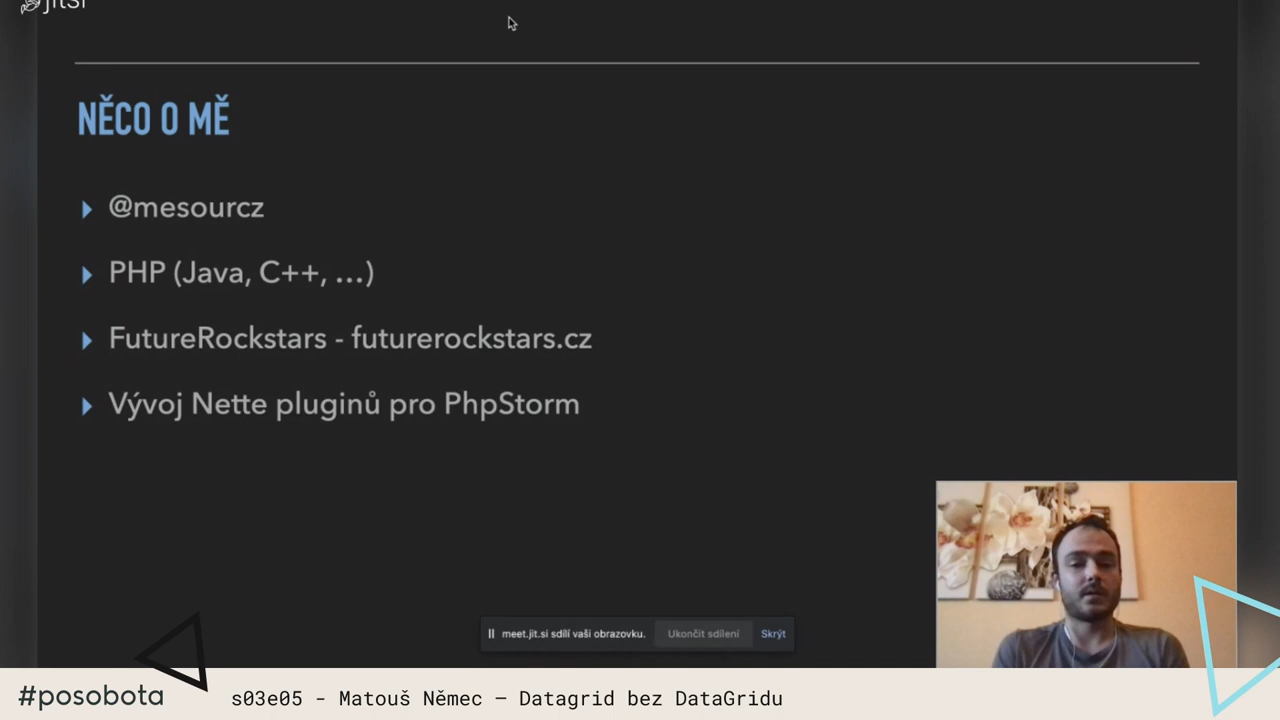 jitsi
NĚCO O MĚ
@mesourcz
PHP (Java, C++, ...)
FutureRockstars - futurerockstars.cz
Vývoj Nette pluginů pro PhpStorm
meet.jit.si sdílí vaši obrazovku. Ukončit sdílení Skrýt
#posobota s03e05 - Matouš Němec – Datagrid bez DataGridu